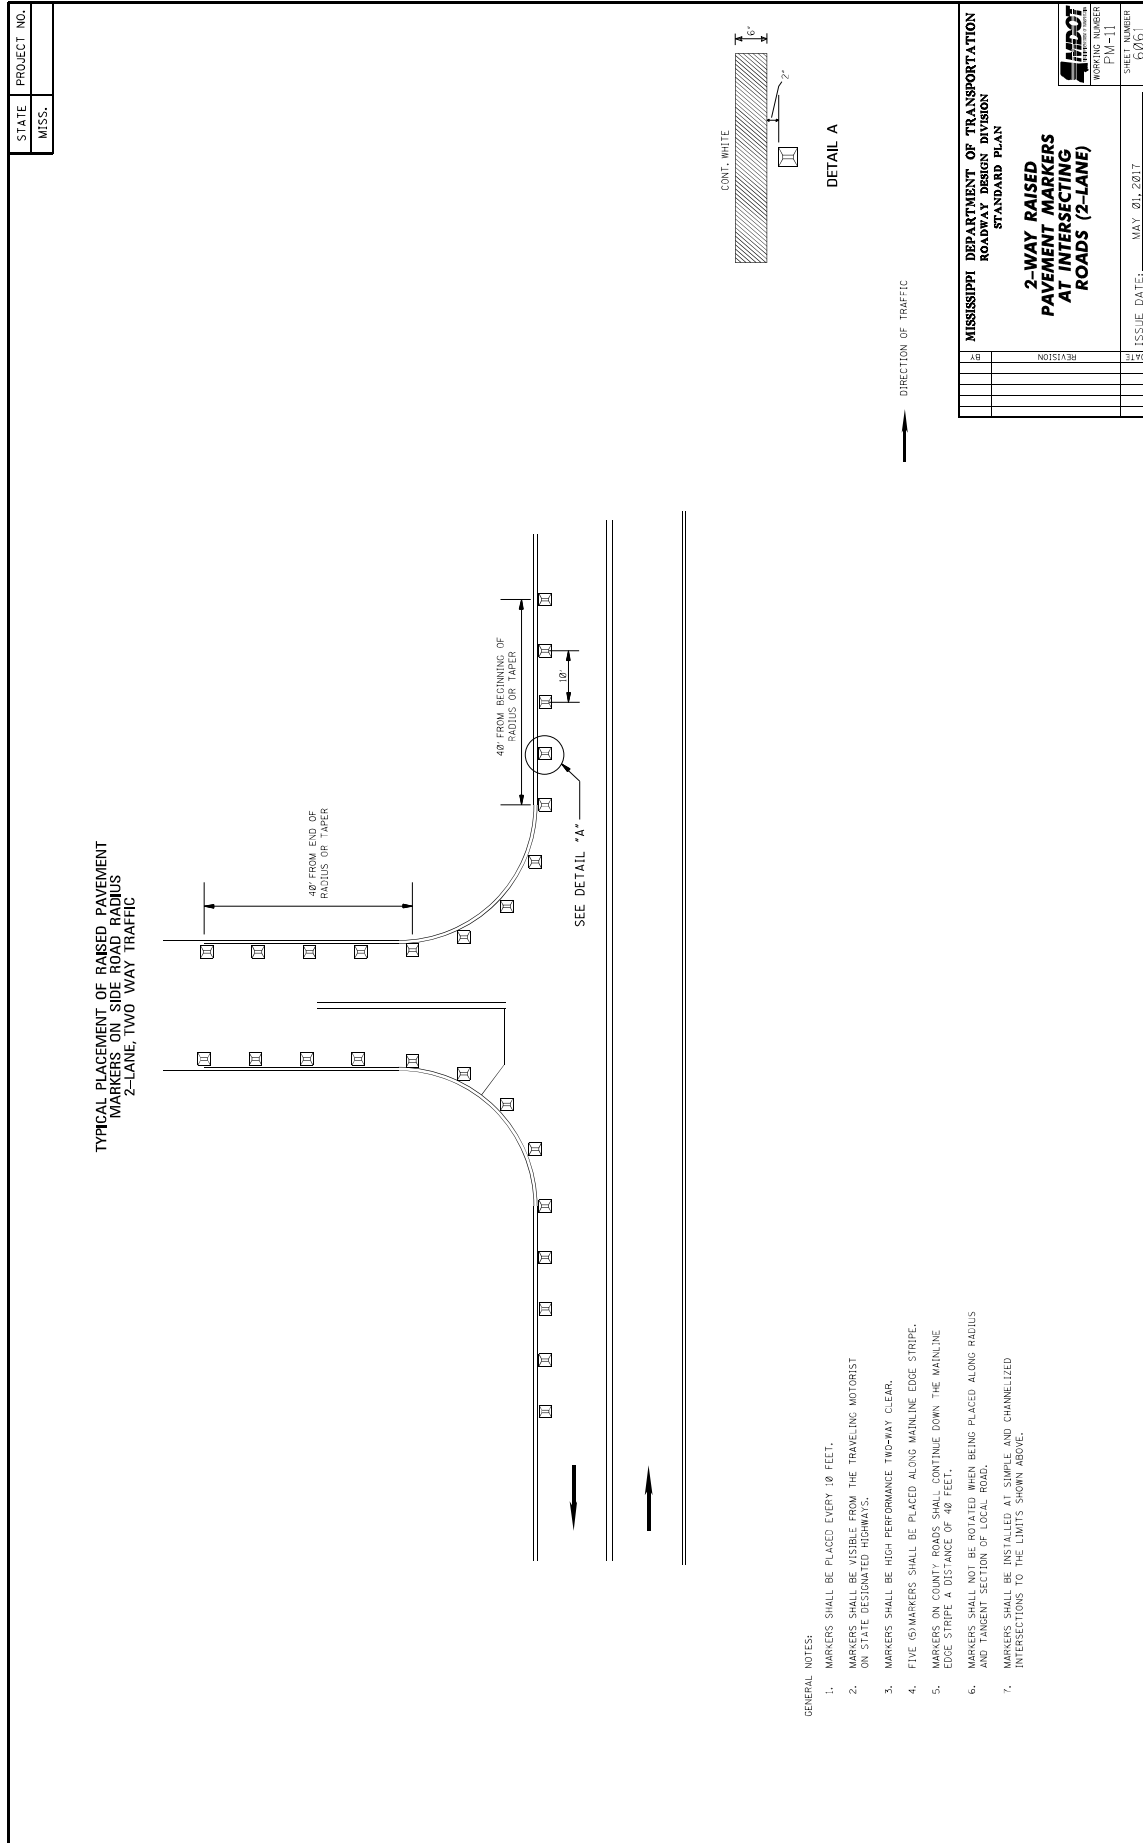 STATE PROJECT NO.
MISS.
TYPICAL PLACEMENT OF RAISED PAVEMENT
MARKERS ON SIDE ROAD RADIUS
2-LANE, TWO WAY TRAFFIC
40' FROM END OF
RADIUS OR TAPER
40' FROM BEGINNING OF
RADIUS OR TAPER
10'
SEE DETAIL "A"
CONT. WHITE
6"
2"
DETAIL A
DIRECTION OF TRAFFIC
GENERAL NOTES:
1. MARKERS SHALL BE PLACED EVERY 10 FEET.
2. MARKERS SHALL BE VISIBLE FROM THE TRAVELING MOTORIST
ON STATE DESIGNATED HIGHWAYS.
3. MARKERS SHALL BE HIGH PERFORMANCE TWO-WAY CLEAR.
4. FIVE (5) MARKERS SHALL BE PLACED ALONG MAINLINE EDGE STRIPE.
5. MARKERS ON COUNTY ROADS SHALL CONTINUE DOWN THE MAINLINE
EDGE STRIPE A DISTANCE OF 40 FEET.
6. MARKERS SHALL NOT BE ROTATED WHEN BEING PLACED ALONG RADIUS
AND TANGENT SECTION OF LOCAL ROAD.
7. MARKERS SHALL BE INSTALLED AT SIMPLE AND CHANNELIZED
INTERSECTIONS TO THE LIMITS SHOWN ABOVE.
BY
REVISION
DATE
MISSISSIPPI DEPARTMENT OF TRANSPORTATION
ROADWAY DESIGN DIVISION
STANDARD PLAN
2-WAY RAISED
PAVEMENT MARKERS
AT INTERSECTING
ROADS (2-LANE)
ISSUE DATE: MAY 01, 2017
MDOT
WORKING NUMBER
PM-11
SHEET NUMBER
6061